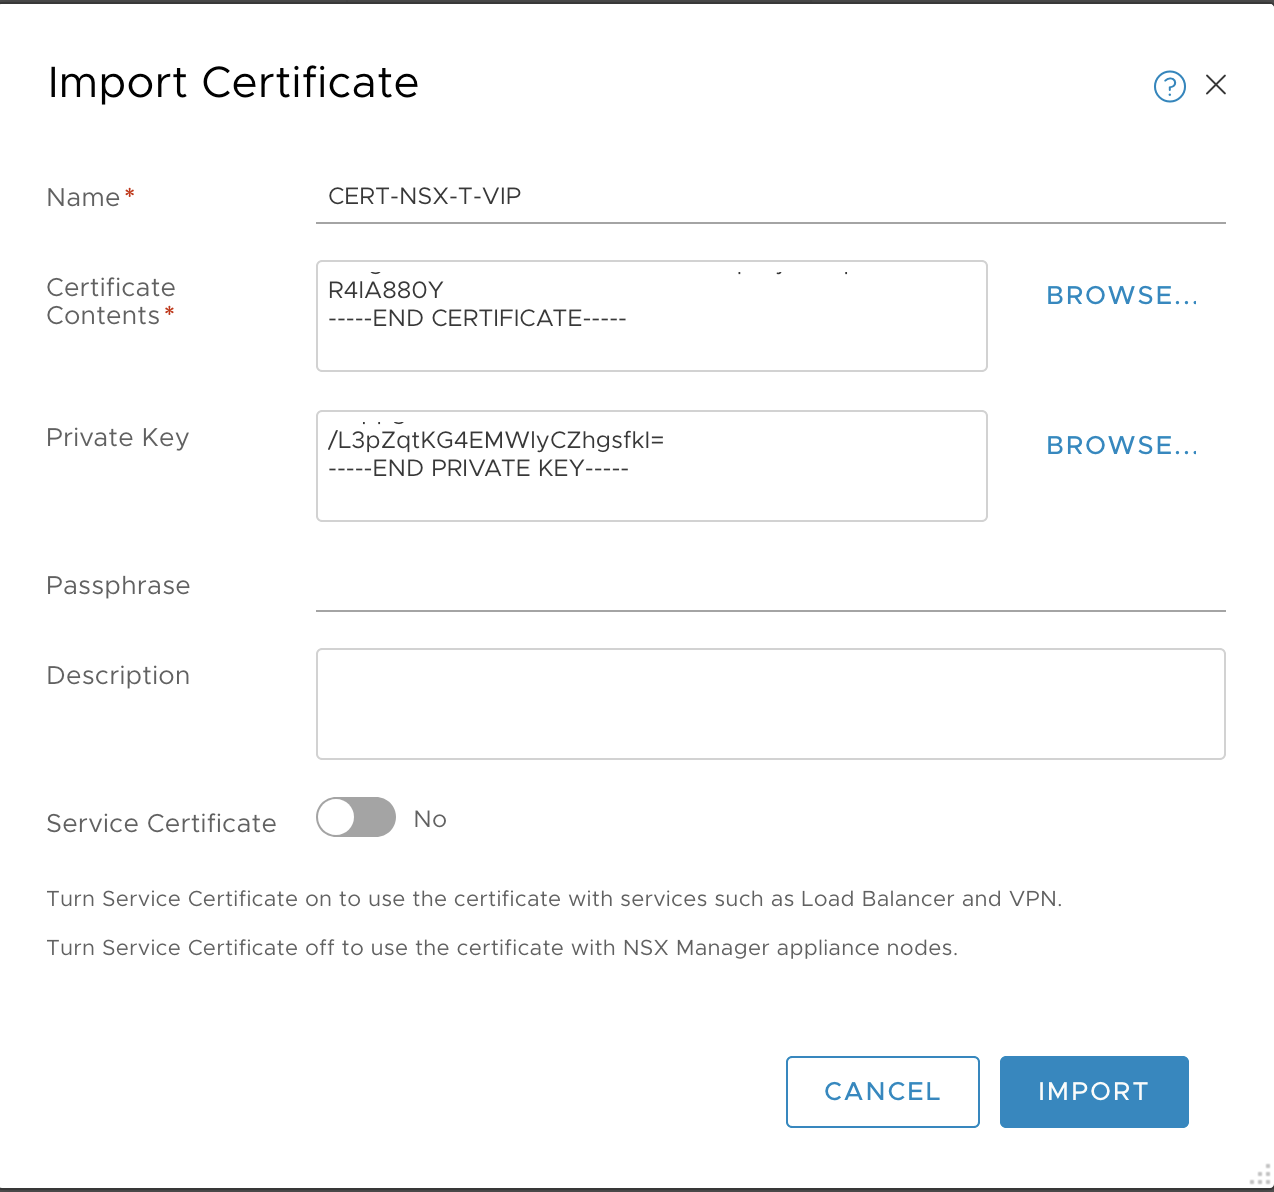 Import Certificate
?
Name*
CERT-NSX-T-VIP
Certificate
Contents*
R4IA880Y
-----END CERTIFICATE-----
BROWSE...
Private Key
/L3pZqtKG4EMWlyCZhgsfkI=
-----END PRIVATE KEY-----
BROWSE...
Passphrase
Description
Service Certificate
No
Turn Service Certificate on to use the certificate with services such as Load Balancer and VPN.
Turn Service Certificate off to use the certificate with NSX Manager appliance nodes.
CANCEL
IMPORT